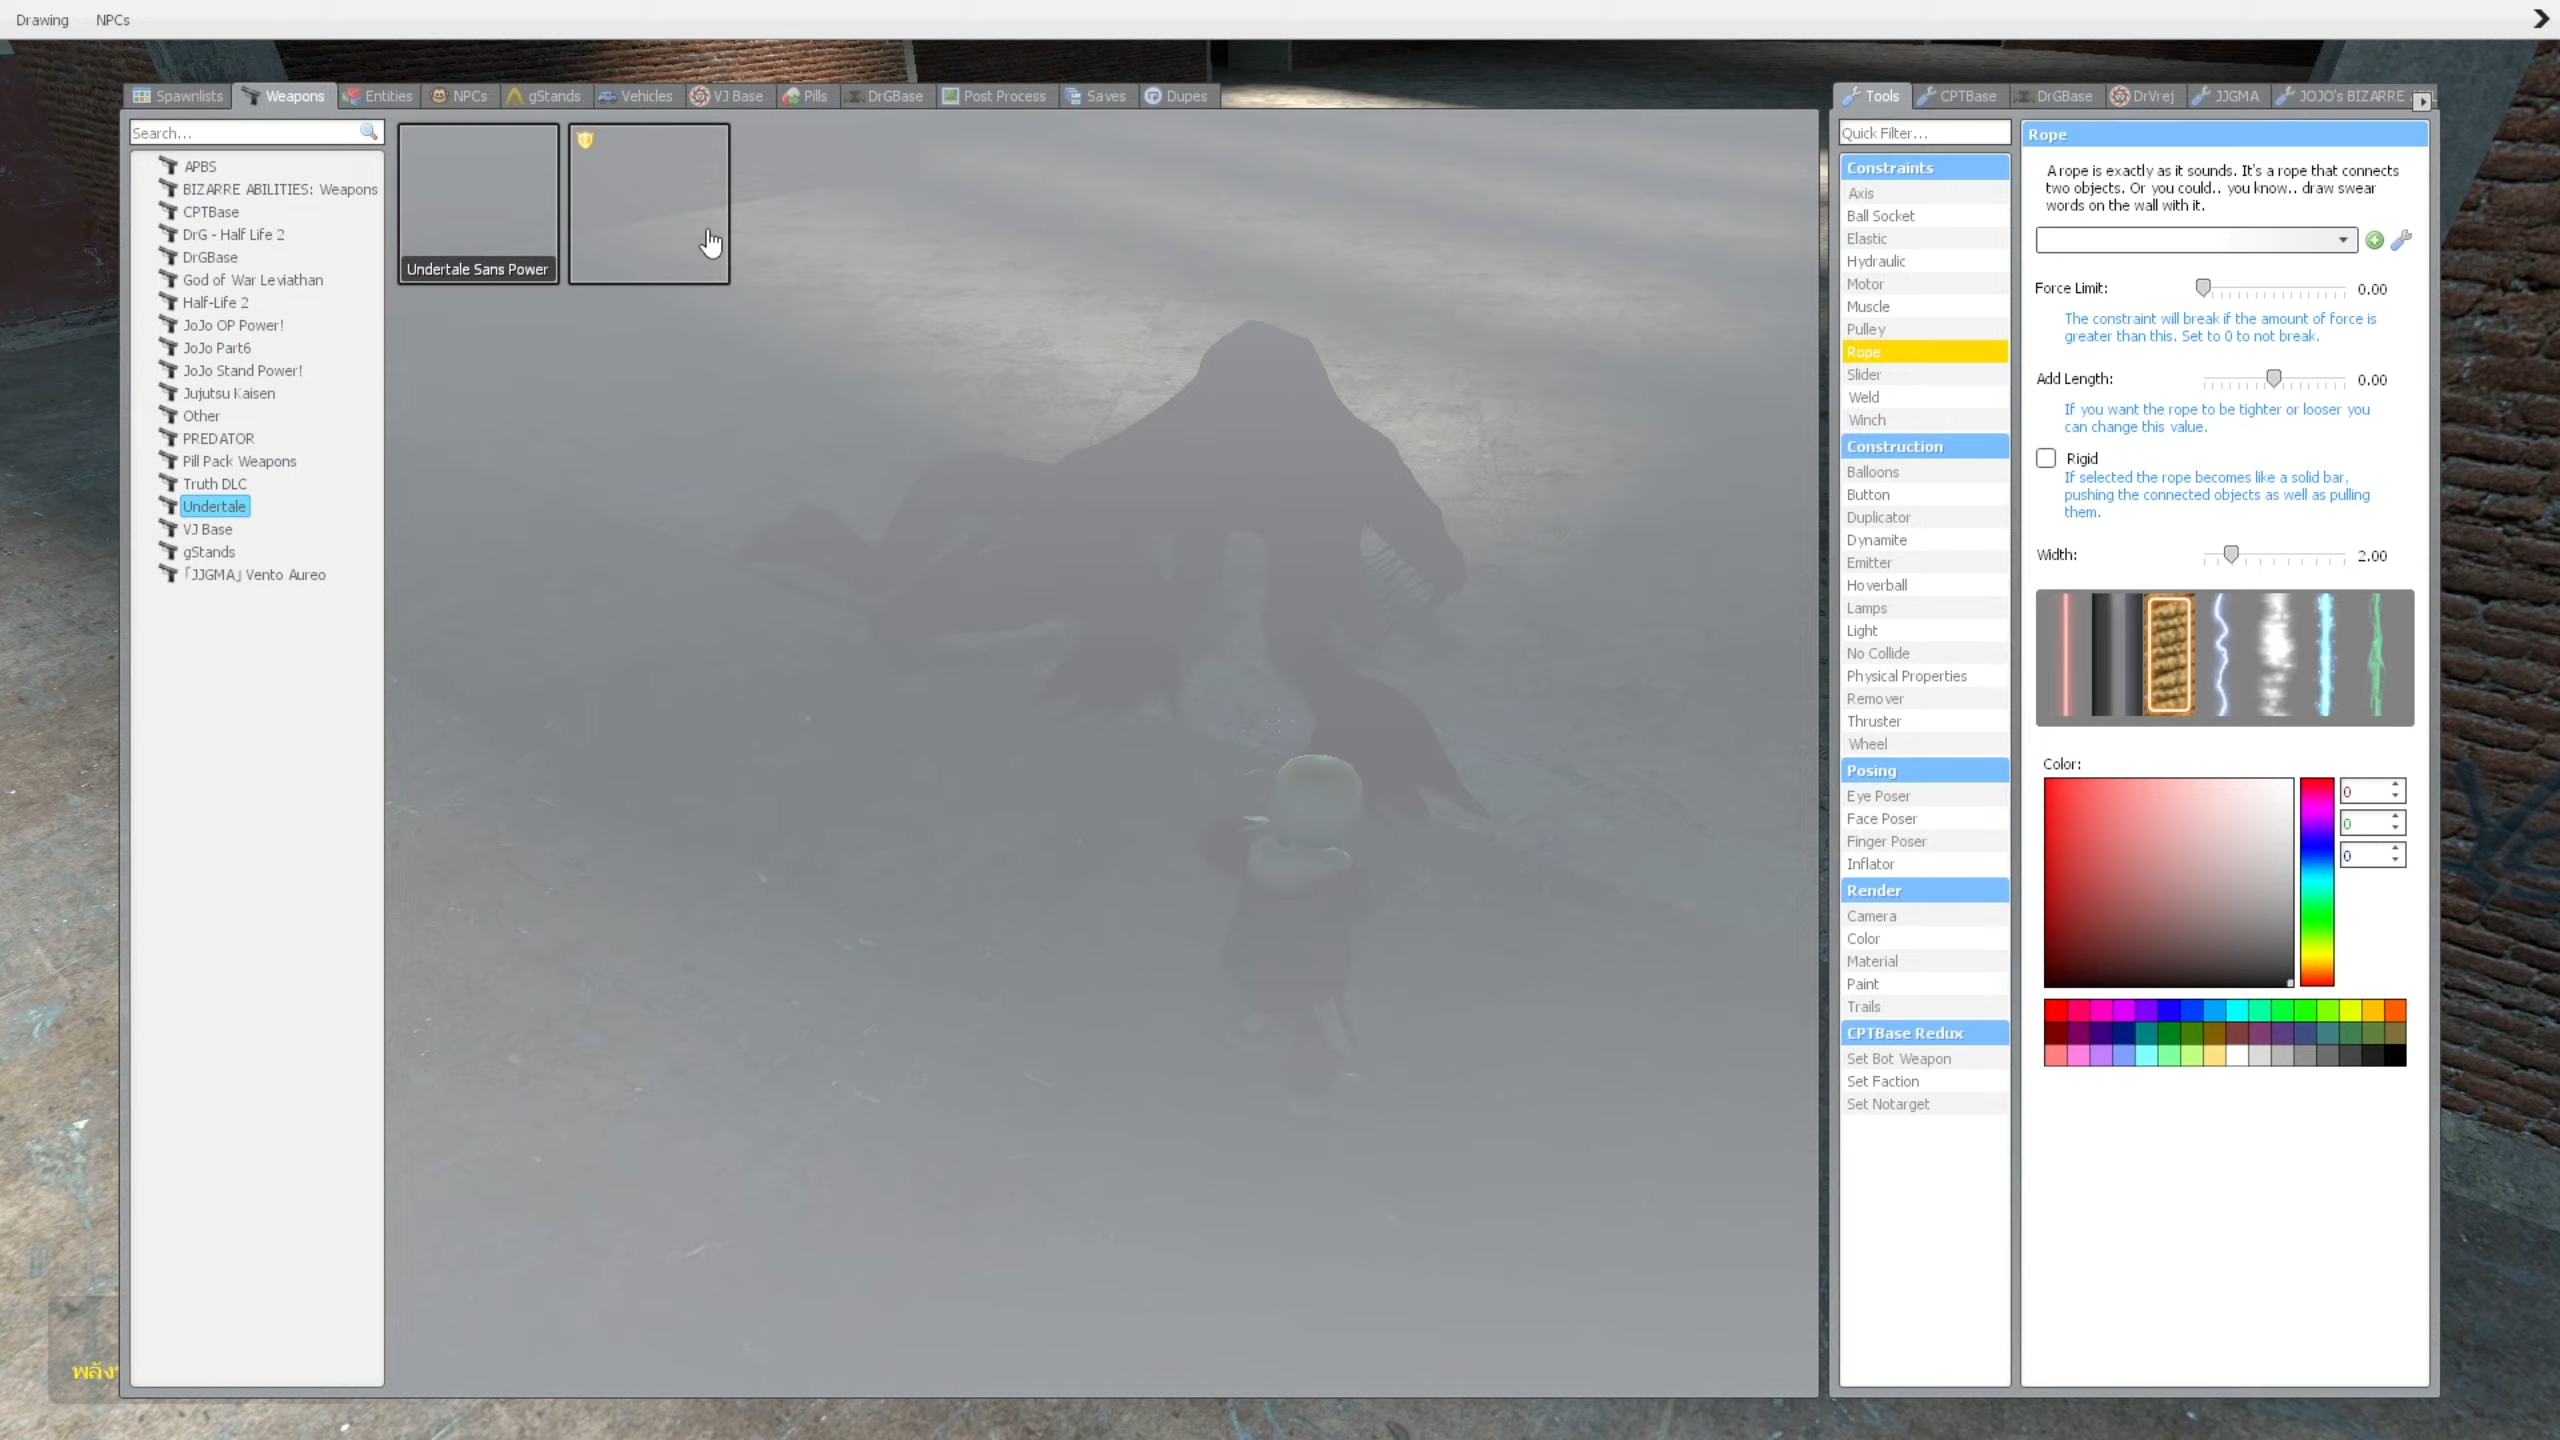 Drawing NPCs
Spawnlists Weapons Entities NPCs gStands Vehicles VJ Base Pills DrGBase Post Process Saves Dupes
Search...
APBS
BIZARRE ABILITIES: Weapons
CPTBase
DrG - Half Life 2
DrGBase
God of War Leviathan
Half-Life 2
JoJo OP Power!
JoJo Part6
JoJo Stand Power!
Jujutsu Kaisen
Other
PREDATOR
Pill Pack Weapons
Truth DLC
Undertale
VJ Base
gStands
「JJGMA」 Vento Aureo
Undertale Sans Power
พลัง
Tools CPTBase DrGBase DrVrej JJGMA JOJO's BIZARRE
Quick Filter...
Constraints
Axis
Ball Socket
Elastic
Hydraulic
Motor
Muscle
Pulley
Rope
Slider
Weld
Winch
Construction
Balloons
Button
Duplicator
Dynamite
Emitter
Hoverball
Lamps
Light
No Collide
Physical Properties
Remover
Thruster
Wheel
Posing
Eye Poser
Face Poser
Finger Poser
Inflator
Render
Camera
Color
Material
Paint
Trails
CPTBase Redux
Set Bot Weapon
Set Faction
Set Notarget
Rope
A rope is exactly as it sounds. It's a rope that connects
two objects. Or you could.. you know.. draw swear
words on the wall with it.
Force Limit: 0.00
The constraint will break if the amount of force is
greater than this. Set to 0 to not break.
Add Length: 0.00
If you want the rope to be tighter or looser you
can change this value.
Rigid
If selected the rope becomes like a solid bar,
pushing the connected objects as well as pulling
them.
Width: 2.00
Color:
0
0
0